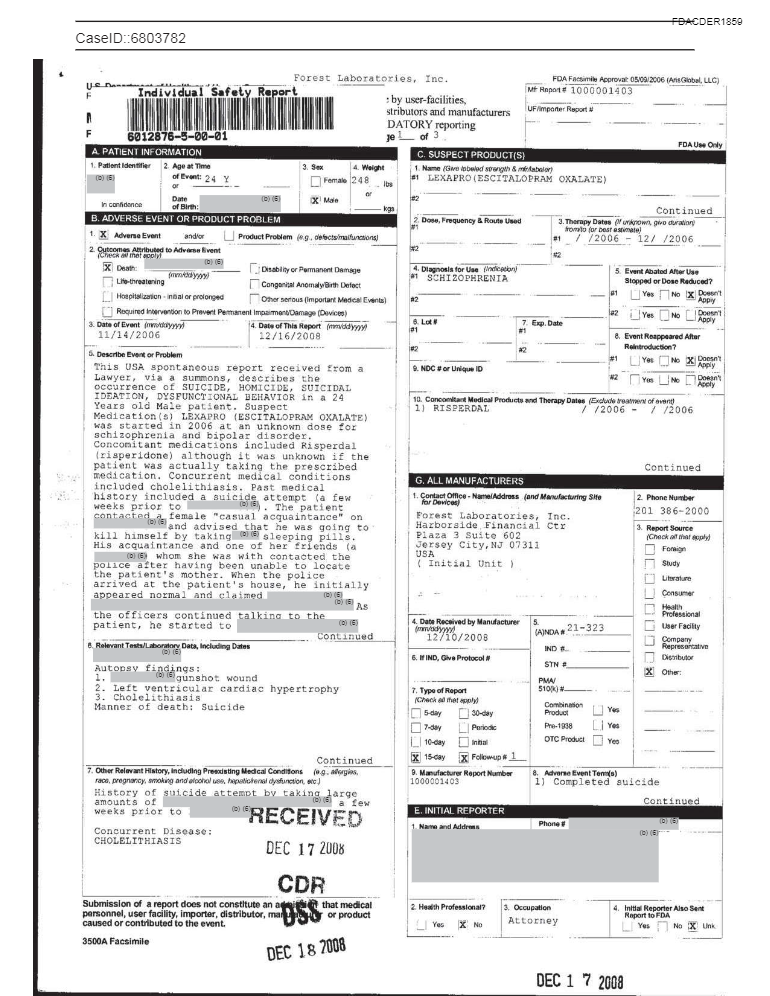 FDACDER1859
CaseID::6803782
Forest Laboratories, Inc.
FDA Facsimile Approval: 05/09/2006 (ArisGlobal, LLC)
Individual Safety Report
6012876-5-00-01
: by user-facilities,
stributors and manufacturers
DATORY reporting
ge 1 of 3
Mfr Report # 1000001403
UF/Importer Report #
FDA Use Only
A. PATIENT INFORMATION
1. Patient Identifier
(b) (6)
In confidence
2. Age at Time
of Event: 24 Y
or
Date
of Birth: (b) (6)
3. Sex
Female
X Male
4. Weight
248 lbs
or
kgs
B. ADVERSE EVENT OR PRODUCT PROBLEM
1. X Adverse Event and/or Product Problem (e.g., defects/malfunctions)
2. Outcomes Attributed to Adverse Event
(Check all that apply)
X Death: (b) (6)
(mm/dd/yyyy)
Life-threatening
Hospitalization - initial or prolonged
Required Intervention to Prevent Permanent Impairment/Damage (Devices)
Disability or Permanent Damage
Congenital Anomaly/Birth Defect
Other serious (Important Medical Events)
3. Date of Event (mm/dd/yyyy)
11/14/2006
4. Date of This Report (mm/dd/yyyy)
12/16/2008
5. Describe Event or Problem
This USA spontaneous report received from a
Lawyer, via a summons, describes the
occurrence of SUICIDE, HOMICIDE, SUICIDAL
IDEATION, DYSFUNCTIONAL BEHAVIOR in a 24
Years old Male patient. Suspect
Medication(s) LEXAPRO (ESCITALOPRAM OXALATE)
was started in 2006 at an unknown dose for
schizophrenia and bipolar disorder.
Concomitant medications included Risperdal
(risperidone) although it was unknown if the
patient was actually taking the prescribed
medication. Concurrent medical conditions
included cholelithiasis. Past medical
history included a suicide attempt (a few
weeks prior to (b) (6). The patient
contacted a female "casual acquaintance" on
(b) (6) and advised that he was going to
kill himself by taking (b) (6) sleeping pills.
His acquaintance and one of her friends (a
(b) (6) whom she was with contacted the
police after having been unable to locate
the patient's mother. When the police
arrived at the patient's house, he initially
appeared normal and claimed (b) (6)
(b) (6) As
the officers continued talking to the
patient, he started to (b) (6)
Continued
6. Relevant Tests/Laboratory Data, Including Dates
(b) (6)
Autopsy findings:
1. (b) (6) gunshot wound
2. Left ventricular cardiac hypertrophy
3. Cholelithiasis
Manner of death: Suicide
Continued
7. Other Relevant History, Including Preexisting Medical Conditions (e.g., allergies,
race, pregnancy, smoking and alcohol use, hepatic/renal dysfunction, etc.)
History of suicide attempt by taking large
amounts of (b) (6) a few
weeks prior to (b) (6)
Concurrent Disease:
CHOLELITHIASIS
RECEIVED
DEC 17 2008
CDR
Submission of a report does not constitute an that medical
personnel, user facility, importer, distributor, or product
caused or contributed to the event.
DSS
3500A Facsimile
DEC 18 2008
C. SUSPECT PRODUCT(S)
1. Name (Give labeled strength & mfr/labeler)
#1 LEXAPRO(ESCITALOPRAM OXALATE)
#2
Continued
2. Dose, Frequency & Route Used
#1
#2
3. Therapy Dates (If unknown, give duration)
from/to (or best estimate)
#1 / /2006 - 12/ /2006
#2
4. Diagnosis for Use (Indication)
#1 SCHIZOPHRENIA
#2
5. Event Abated After Use
Stopped or Dose Reduced?
#1 Yes No X Doesn't Apply
#2 Yes No Doesn't Apply
6. Lot #
#1
#2
7. Exp. Date
#1
#2
8. Event Reappeared After
Reintroduction?
#1 Yes No X Doesn't Apply
#2 Yes No Doesn't Apply
9. NDC # or Unique ID
10. Concomitant Medical Products and Therapy Dates (Exclude treatment of event)
1) RISPERDAL / /2006 - / /2006
Continued
G. ALL MANUFACTURERS
1. Contact Office - Name/Address (and Manufacturing Site
for Devices)
Forest Laboratories, Inc.
Harborside Financial Ctr
Plaza 3 Suite 602
Jersey City,NJ 07311
USA
( Initial Unit )
2. Phone Number
201 386-2000
3. Report Source
(Check all that apply)
Foreign
Study
Literature
Consumer
Health
Professional
User Facility
Company
Representative
Distributor
X Other:
4. Date Received by Manufacturer
(mm/dd/yyyy)
12/10/2008
5.
(A)NDA # 21-323
IND #
STN #
PMA/
510(k) #
Combination
Product Yes
Pre-1938 Yes
OTC Product Yes
6. If IND, Give Protocol #
7. Type of Report
(Check all that apply)
5-day 30-day
7-day Periodic
10-day Initial
X 15-day X Follow-up # 1
9. Manufacturer Report Number
1000001403
8. Adverse Event Term(s)
1) Completed suicide
Continued
E. INITIAL REPORTER
1. Name and Address
Phone # (b) (6)
(b) (6)
2. Health Professional?
Yes X No
3. Occupation
Attorney
4. Initial Reporter Also Sent
Report to FDA
Yes No X Unk
DEC 17 2008